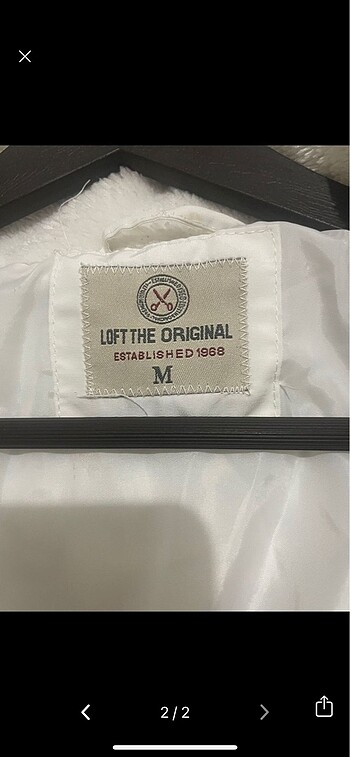 LOFT THE ORIGINAL
ESTABLISHED 1968
M
2/2